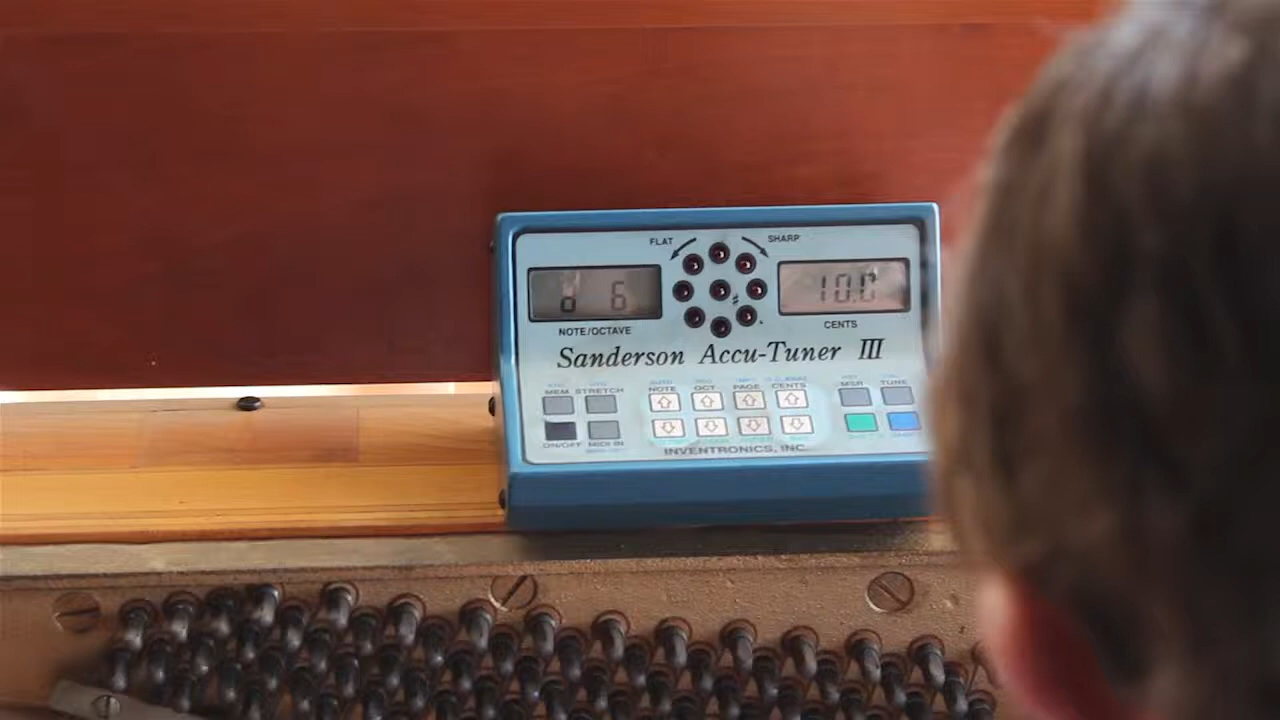 FLAT SHARP
d 6
10.0
NOTE/OCTAVE CENTS
Sanderson Accu-Tuner III
MEM STRETCH NOTE OCT PAGE CENTS MSR TUNE
ON/OFF MIDI IN
INVENTRONICS, INC.